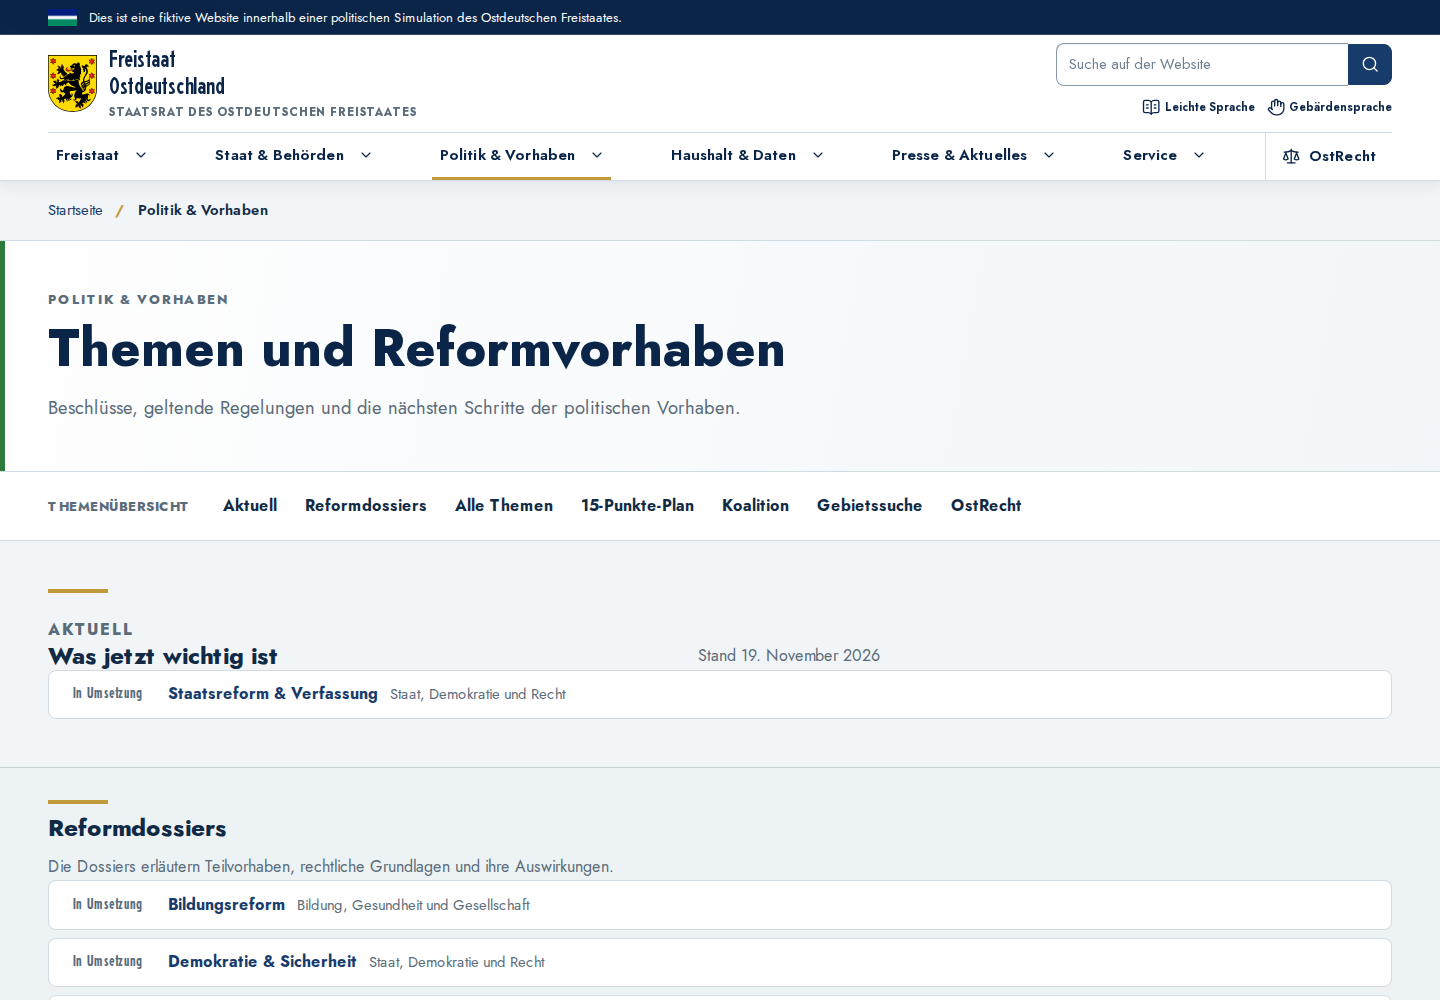 Dies ist eine fiktive Website innerhalb einer politischen Simulation des Ostdeutschen Freistaates.
Freistaat
Ostdeutschland
STAATSRAT DES OSTDEUTSCHEN FREISTAATES
Suche auf der Website
Leichte Sprache Gebärdensprache
Freistaat Staat & Behörden Politik & Vorhaben Haushalt & Daten Presse & Aktuelles Service OstRecht
Startseite / Politik & Vorhaben
POLITIK & VORHABEN
Themen und Reformvorhaben
Beschlüsse, geltende Regelungen und die nächsten Schritte der politischen Vorhaben.
THEMENÜBERSICHT Aktuell Reformdossiers Alle Themen 15-Punkte-Plan Koalition Gebietssuche OstRecht
AKTUELL
Was jetzt wichtig ist Stand 19. November 2026
In Umsetzung Staatsreform & Verfassung Staat, Demokratie und Recht
Reformdossiers
Die Dossiers erläutern Teilvorhaben, rechtliche Grundlagen und ihre Auswirkungen.
In Umsetzung Bildungsreform Bildung, Gesundheit und Gesellschaft
In Umsetzung Demokratie & Sicherheit Staat, Demokratie und Recht